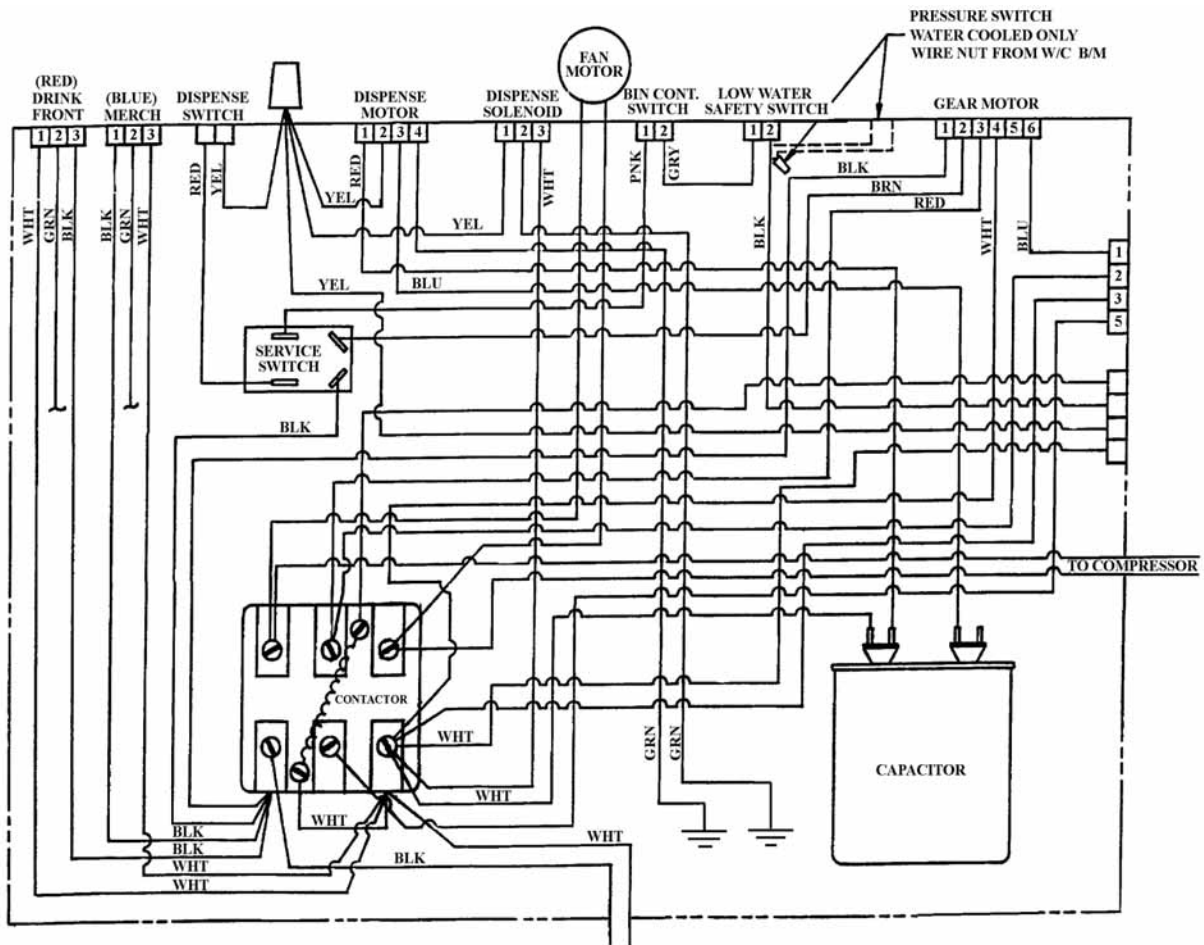 PRESSURE SWITCH
WATER COOLED ONLY
WIRE NUT FROM W/C B/M
FAN
MOTOR
(RED)
DRINK
FRONT
(BLUE)
MERCH
DISPENSE
SWITCH
DISPENSE
MOTOR
DISPENSE
SOLENOID
BIN CONT.
SWITCH
LOW WATER
SAFETY SWITCH
GEAR MOTOR
1 2 3
1 2 3
1 2 3 4
1 2 3
1 2
1 2
1 2 3 4 5 6
WHT
GRN
BLK
BLK
GRN
WHT
RED
YEL
YEL
RED
YEL
WHT
PNK
GRY
BLK
BLK
BRN
RED
WHT
BLU
YEL
BLU
1
2
3
5
SERVICE
SWITCH
BLK
TO COMPRESSOR
CONTACTOR
WHT
GRN
GRN
CAPACITOR
WHT
WHT
BLK
BLK
WHT
WHT
BLK
WHT